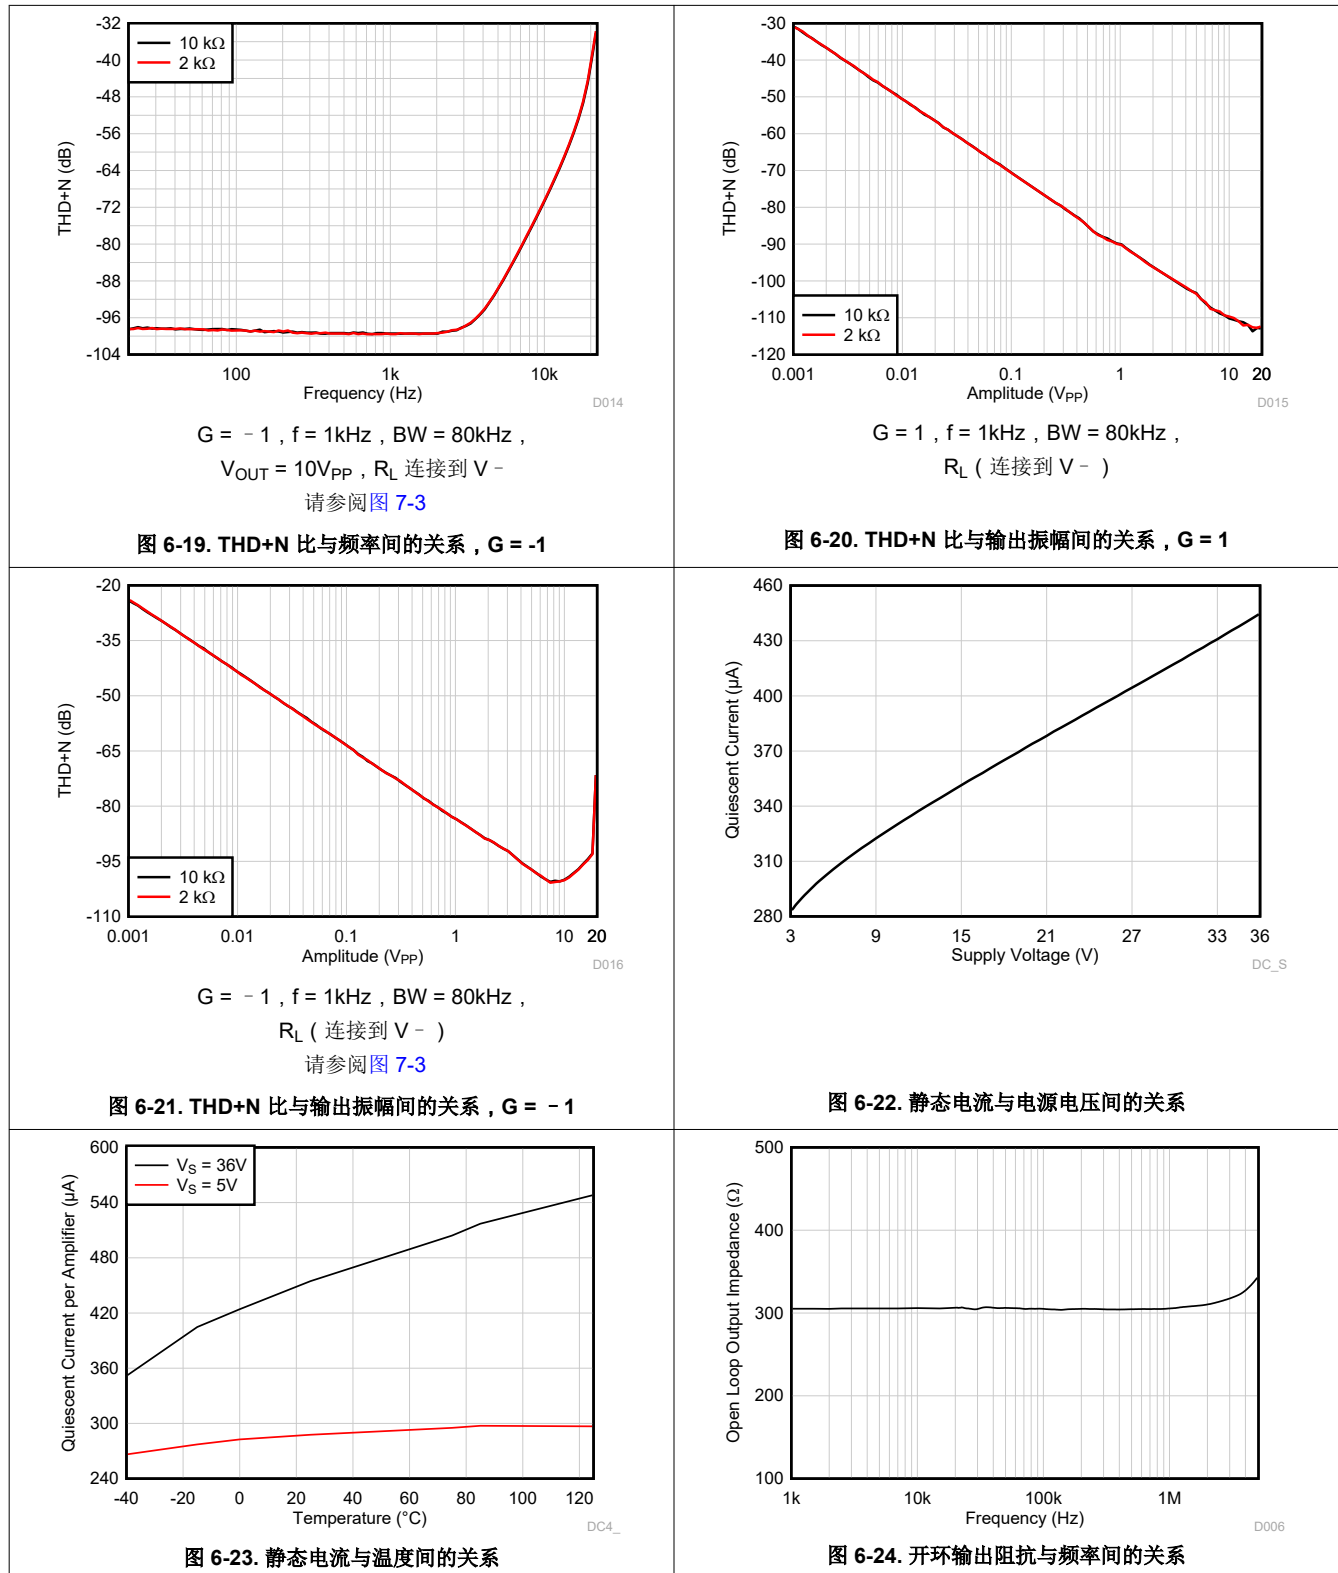 -32
-40
-48
-56
-64
-72
-80
-88
-96
-104
THD+N (dB)
10 kΩ
2 kΩ
100 1k 10k
Frequency (Hz)
D014
G = －1，f = 1kHz，BW = 80kHz，
VOUT = 10VPP，RL 连接到 V－
请参阅图 7-3
图 6-19. THD+N 比与频率间的关系，G = -1
-30
-40
-50
-60
-70
-80
-90
-100
-110
-120
THD+N (dB)
10 kΩ
2 kΩ
0.001 0.01 0.1 1 10 20
Amplitude (VPP)
D015
G = 1，f = 1kHz，BW = 80kHz，
RL（连接到 V－）
图 6-20. THD+N 比与输出振幅间的关系，G = 1
-20
-35
-50
-65
-80
-95
-110
THD+N (dB)
10 kΩ
2 kΩ
0.001 0.01 0.1 1 10 20
Amplitude (VPP)
D016
G = －1，f = 1kHz，BW = 80kHz，
RL（连接到 V－）
请参阅图 7-3
图 6-21. THD+N 比与输出振幅间的关系，G = －1
460
430
400
370
340
310
280
Quiescent Current (µA)
3 9 15 21 27 33 36
Supply Voltage (V)
DC_S
图 6-22. 静态电流与电源电压间的关系
600
540
480
420
360
300
240
Quiescent Current per Amplifier (µA)
VS = 36V
VS = 5V
-40 -20 0 20 40 60 80 100 120
Temperature (°C)
DC4_
图 6-23. 静态电流与温度间的关系
500
400
300
200
100
Open Loop Output Impedance (Ω)
1k 10k 100k 1M
Frequency (Hz)
D006
图 6-24. 开环输出阻抗与频率间的关系